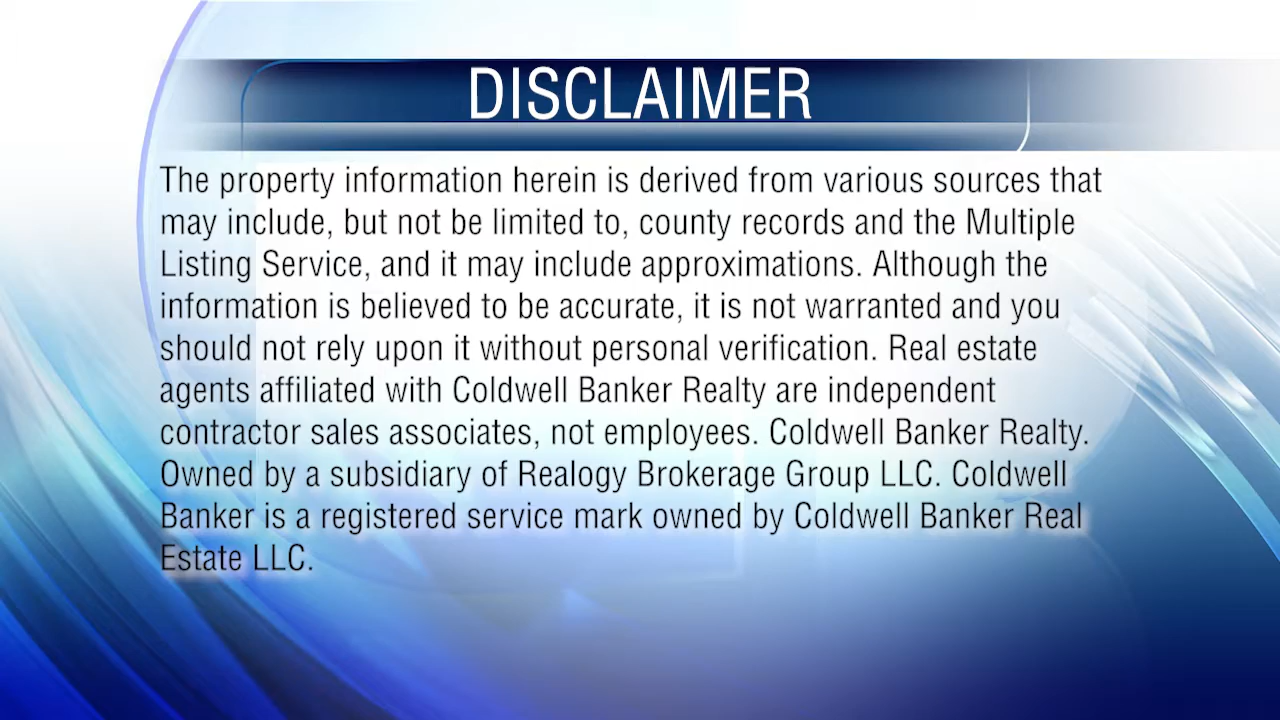 DISCLAIMER
The property information herein is derived from various sources that
may include, but not be limited to, county records and the Multiple
Listing Service, and it may include approximations. Although the
information is believed to be accurate, it is not warranted and you
should not rely upon it without personal verification. Real estate
agents affiliated with Coldwell Banker Realty are independent
contractor sales associates, not employees. Coldwell Banker Realty.
Owned by a subsidiary of Realogy Brokerage Group LLC. Coldwell
Banker is a registered service mark owned by Coldwell Banker Real
Estate LLC.